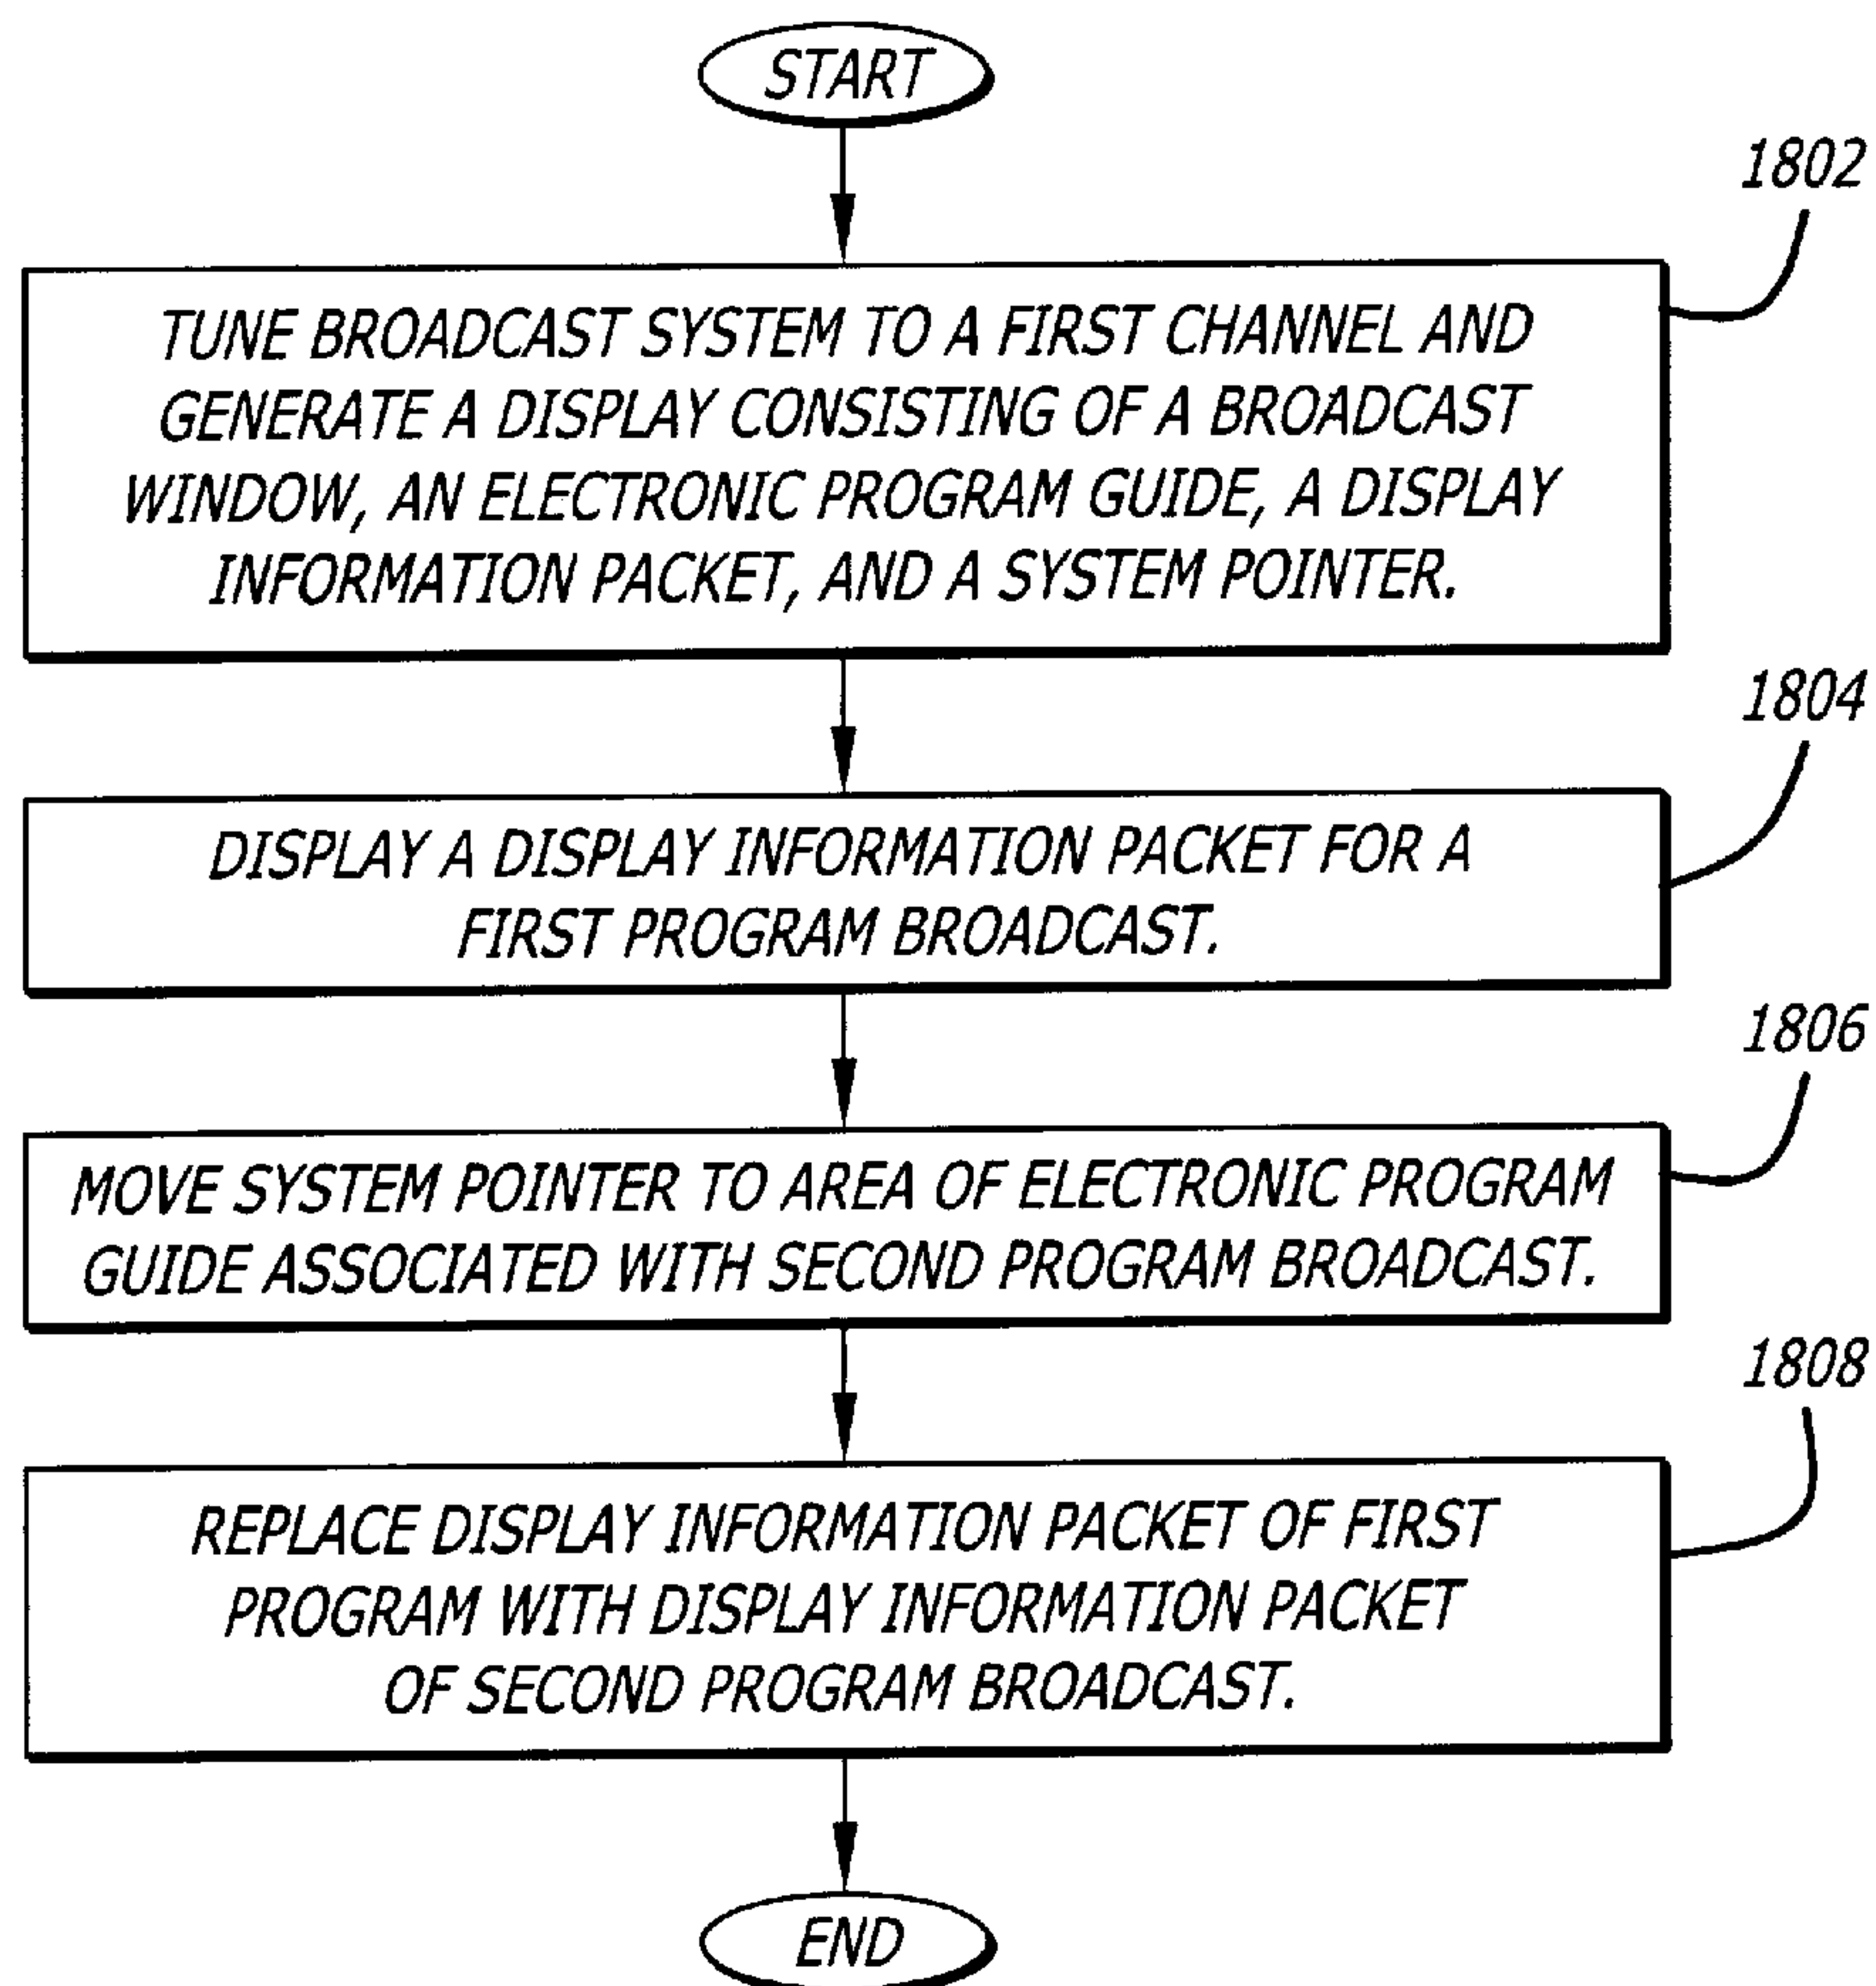 START
1802
TUNE BROADCAST SYSTEM TO A FIRST CHANNEL AND
GENERATE A DISPLAY CONSISTING OF A BROADCAST
WINDOW, AN ELECTRONIC PROGRAM GUIDE, A DISPLAY
INFORMATION PACKET, AND A SYSTEM POINTER.
1804
DISPLAY A DISPLAY INFORMATION PACKET FOR A
FIRST PROGRAM BROADCAST.
1806
MOVE SYSTEM POINTER TO AREA OF ELECTRONIC PROGRAM
GUIDE ASSOCIATED WITH SECOND PROGRAM BROADCAST.
1808
REPLACE DISPLAY INFORMATION PACKET OF FIRST
PROGRAM WITH DISPLAY INFORMATION PACKET
OF SECOND PROGRAM BROADCAST.
END